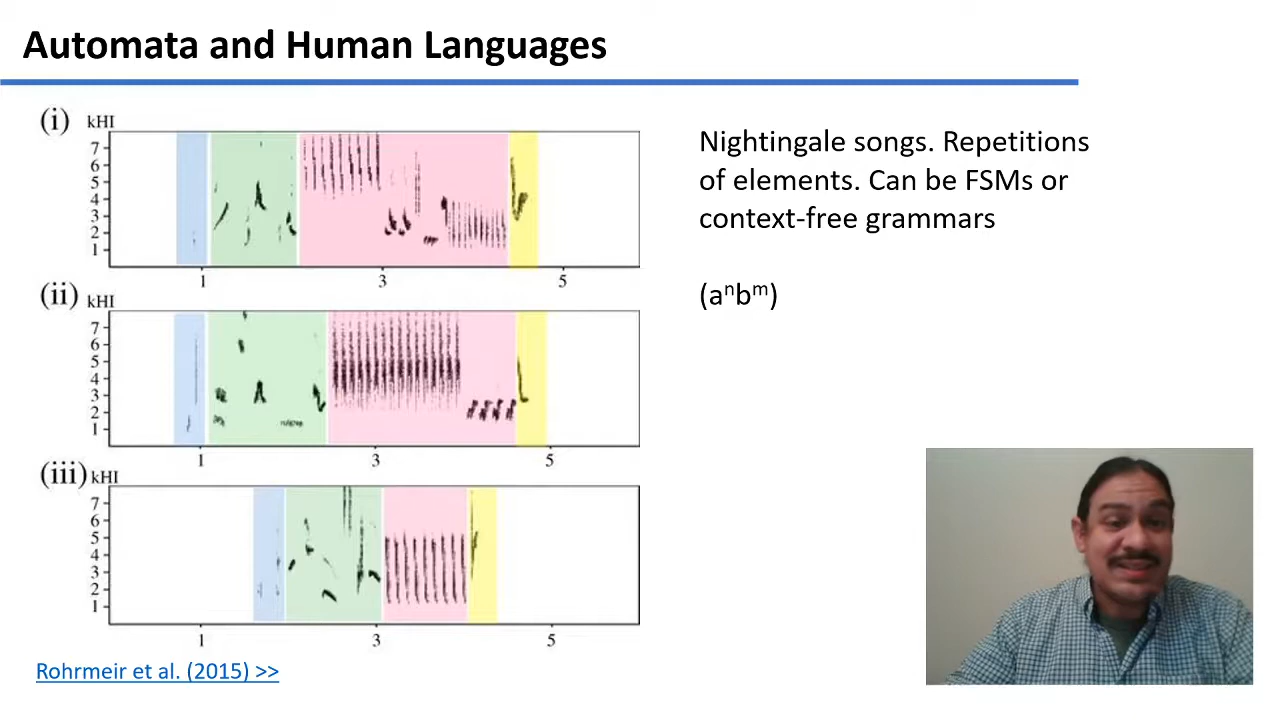 Automata and Human Languages
(i) kHI
7
6
5
4
3
2
1
1 3 5
(ii) kHI
7
6
5
4
3
2
1
1 3 5
(iii) kHI
7
6
5
4
3
2
1
1 3 5
Rohrmeir et al. (2015) >>
Nightingale songs. Repetitions
of elements. Can be FSMs or
context-free grammars
(aⁿbᵐ)